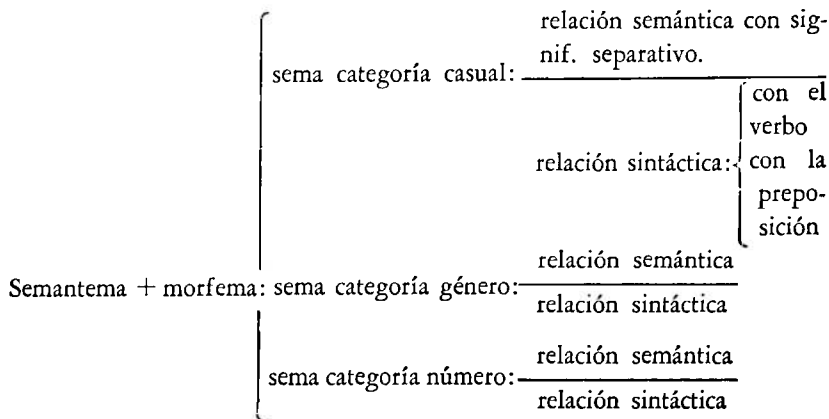 relación semántica con sig-
nif. separativo.
sema categoría casual:
relación sintáctica:
con el
verbo
con la
prepo-
sición
Semantema + morfema:
sema categoría género:
relación semántica
relación sintáctica
sema categoría número:
relación semántica
relación sintáctica